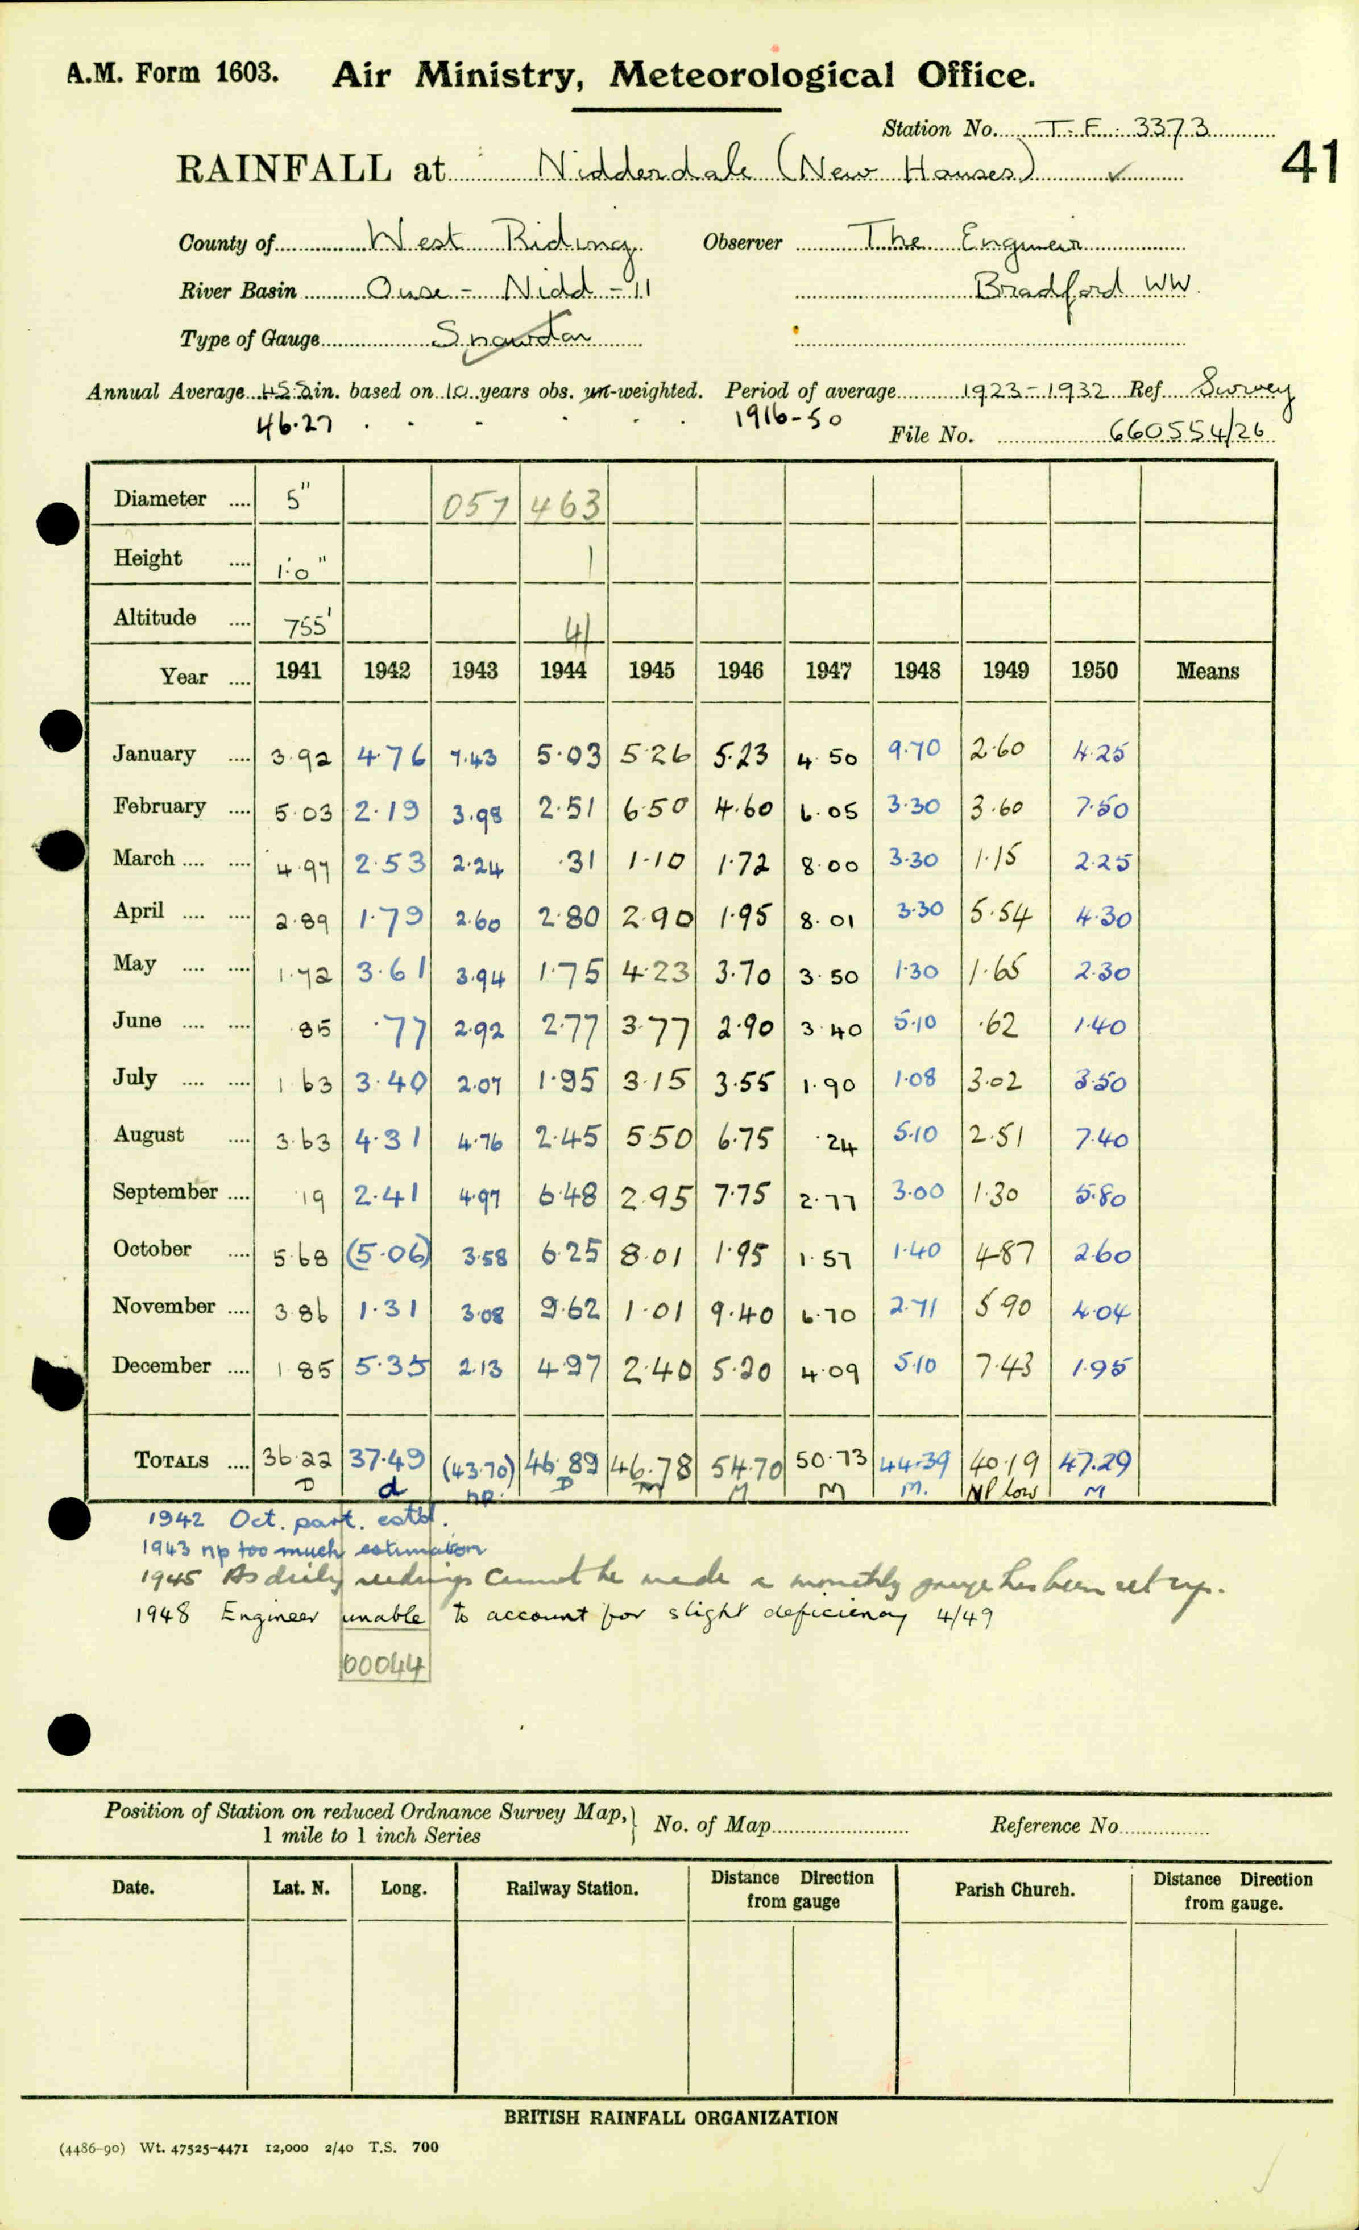 A.M. Form 1603. Air Ministry, Meteorological Office.
Station No. T.F. 3373
41
RAINFALL at Nidderdale (New Houses) ✓
County of West Riding Observer The Engineer
River Basin Ouse - Nidd - 11 Bradford WW.
Type of Gauge Snowdon
Annual Average in. based on 10 years obs. un-weighted. Period of average 1923-1932 Ref Survey
46.27 . . - . . 1916-50
File No. 660554/26
Diameter .... 5" 057 463
Height .... 1.0" 1
Altitude .... 755' 41
Year .... 1941 1942 1943 1944 1945 1946 1947 1948 1949 1950 Means
January .... 3.92 4.76 7.43 5.03 5.26 5.23 4.50 9.70 2.60 4.25
February .... 5.03 2.19 3.98 2.51 6.50 4.60 6.05 3.30 3.60 7.50
March .... .... 4.97 2.53 2.24 .31 1.10 1.72 8.00 3.30 1.15 2.25
April .... .... 2.89 1.79 2.60 2.80 2.90 1.95 8.01 3.30 5.54 4.30
May .... .... 1.72 3.61 3.94 1.75 4.23 3.70 3.50 1.30 1.65 2.30
June .... .... .85 .77 2.92 2.77 3.77 2.90 3.40 5.10 .62 1.40
July .... .... 1.63 3.40 2.07 1.95 3.15 3.55 1.90 1.08 3.02 3.50
August .... 3.63 4.31 4.76 2.45 5.50 6.75 .24 5.10 2.51 7.40
September .... .19 2.41 4.97 6.48 2.95 7.75 2.77 3.00 1.30 5.80
October .... 5.68 (5.06) 3.58 6.25 8.01 1.95 1.57 1.40 4.87 2.60
November .... 3.86 1.31 3.08 9.62 1.01 9.40 6.70 2.71 5.90 4.04
December .... 1.85 5.35 2.13 4.97 2.40 5.20 4.09 5.10 7.43 1.95
TOTALS .... 36.22 37.49 (43.70) 46.89 46.78 54.70 50.73 44.39 40.19 47.29
D d np. D M M M M. NP low M
1942 Oct. part. estd.
1943 np too much estimation
1945 As daily readings cannot be made a monthly gauge has been set up.
1948 Engineer unable to account for slight deficiency 4/49
00044
Position of Station on reduced Ordnance Survey Map, 1 mile to 1 inch Series } No. of Map Reference No
Date. Lat. N. Long. Railway Station. Distance Direction from gauge Parish Church. Distance Direction from gauge.
BRITISH RAINFALL ORGANIZATION
(4486-90) Wt. 47525-4471 12,000 2/40 T.S. 700